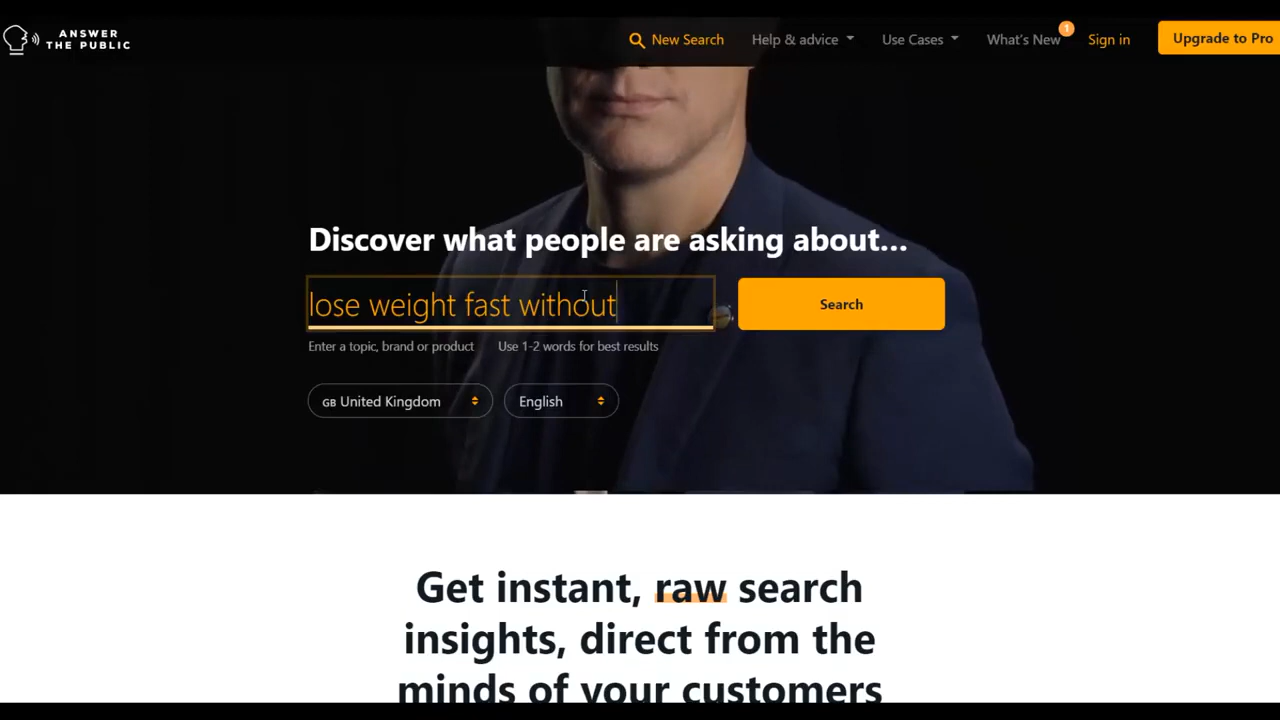 ANSWER
THE PUBLIC
New Search
Help & advice
Use Cases
What's New
1
Sign in
Upgrade to Pro
Discover what people are asking about...
lose weight fast without
Search
Enter a topic, brand or product
Use 1-2 words for best results
GB United Kingdom
English
Get instant, raw search
insights, direct from the
minds of your customers